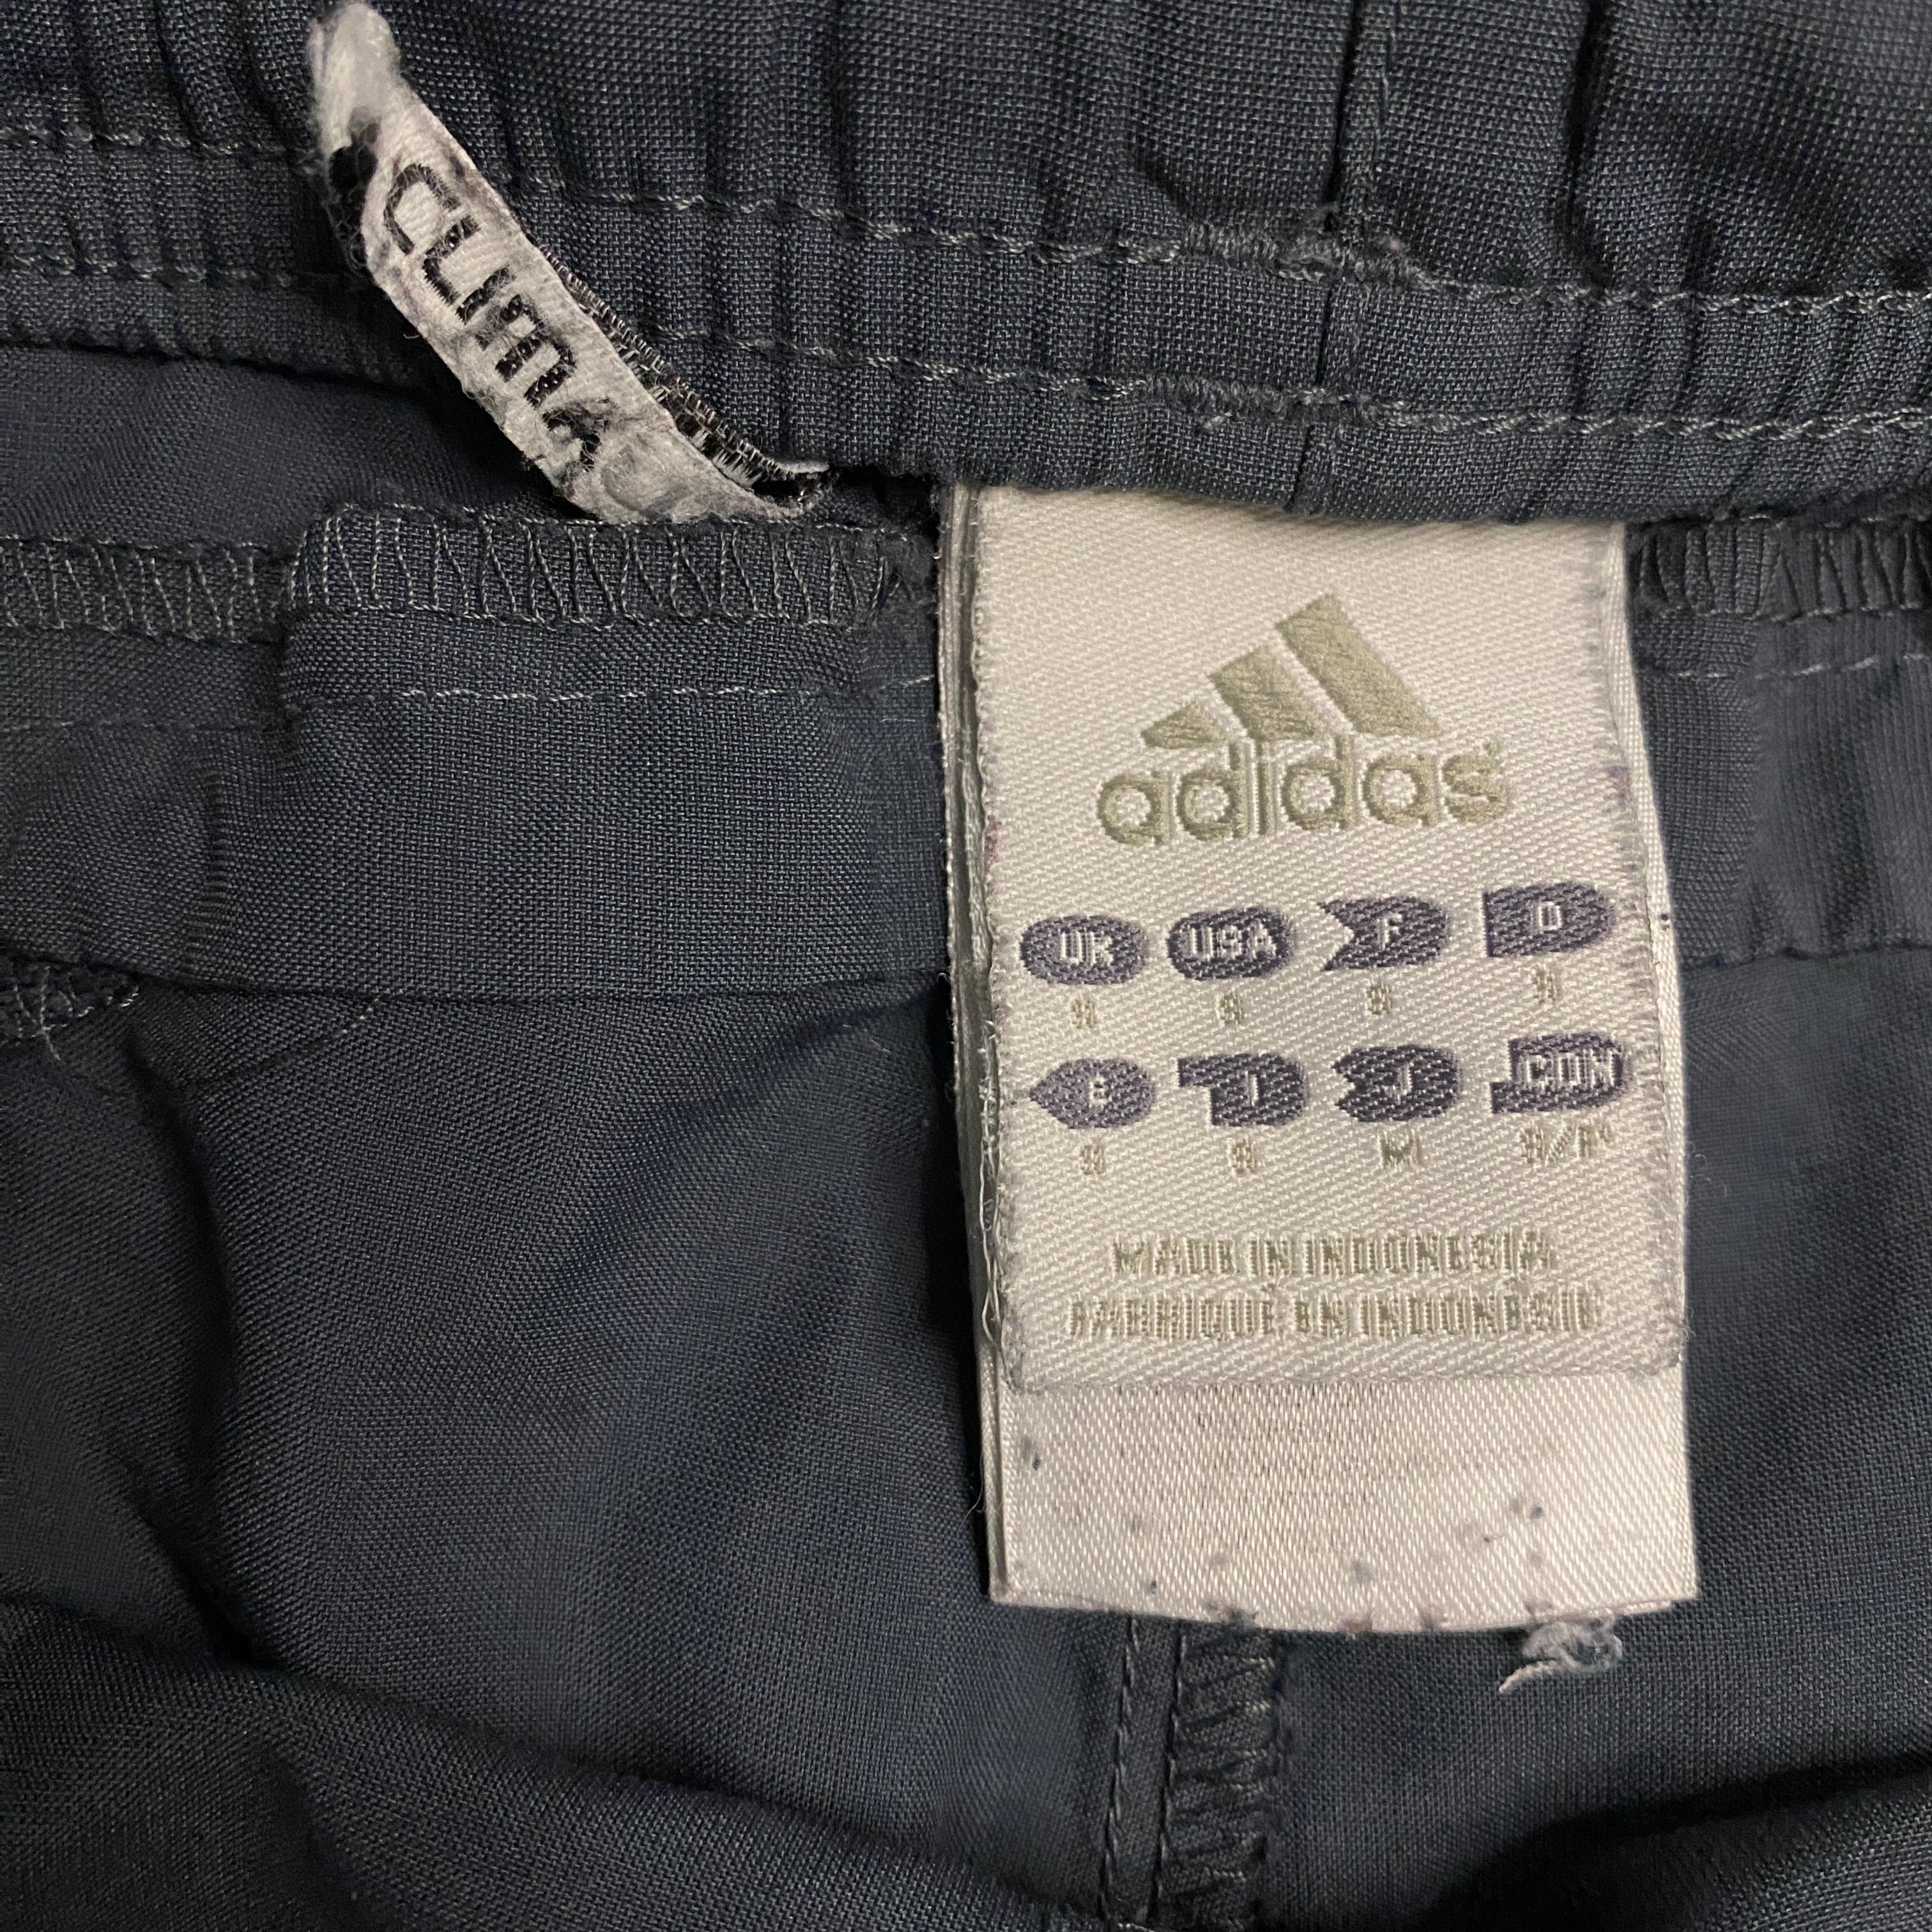 CLIMA
adidas
UK USA F D
S S S S
E I J CDN
S S M S/P
MADE IN INDONESIA
FABRIQUE EN INDONESIE